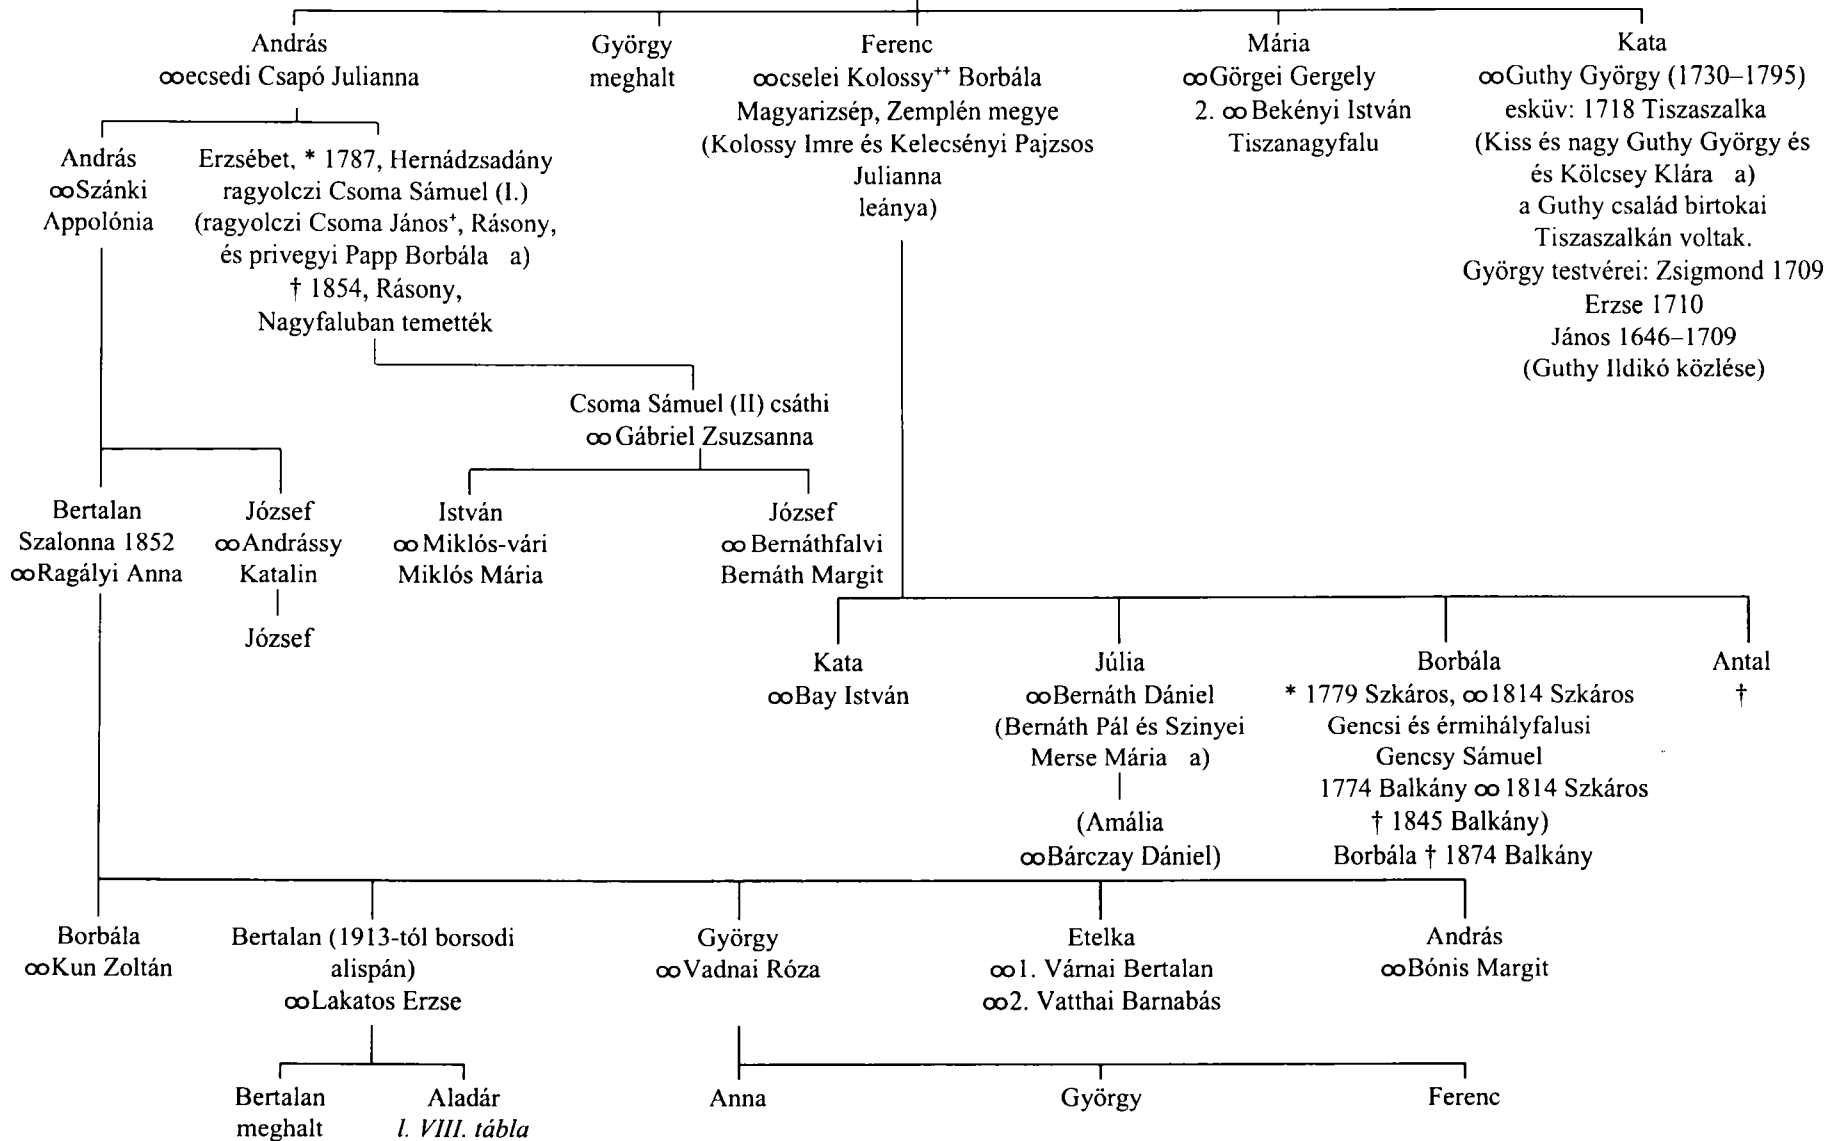 András
∞ecsedi Csapó Julianna
György
meghalt
Ferenc
∞cselei Kolossy⁺⁺ Borbála
Magyarizsép, Zemplén megye
(Kolossy Imre és Kelecsényi Pajzsos
Julianna
leánya)
Mária
∞Görgei Gergely
2. ∞ Bekényi István
Tiszanagyfalu
Kata
∞Guthy György (1730–1795)
esküv: 1718 Tiszaszalka
(Kiss és nagy Guthy György és
és Kölcsey Klára a)
a Guthy család birtokai
Tiszaszalkán voltak.
György testvérei: Zsigmond 1709
Erzse 1710
János 1646–1709
(Guthy Ildikó közlése)
András
∞Szánki
Appolónia
Erzsébet, * 1787, Hernádzsadány
ragyolczi Csoma Sámuel (I.)
(ragyolczi Csoma János⁺, Rásony,
és privegyi Papp Borbála a)
† 1854, Rásony,
Nagyfaluban temették
Csoma Sámuel (II) csáthi
∞ Gábriel Zsuzsanna
Bertalan
Szalonna 1852
∞Ragályi Anna
József
∞Andrássy
Katalin
József
István
∞ Miklós-vári
Miklós Mária
József
∞ Bernáthfalvi
Bernáth Margit
Kata
∞Bay István
Júlia
∞Bernáth Dániel
(Bernáth Pál és Szinyei
Merse Mária a)
(Amália
∞Bárczay Dániel)
Borbála
* 1779 Szkáros, ∞1814 Szkáros
Gencsi és érmihályfalusi
Gencsy Sámuel
1774 Balkány ∞ 1814 Szkáros
† 1845 Balkány)
Borbála † 1874 Balkány
Antal
†
Borbála
∞Kun Zoltán
Bertalan (1913-tól borsodi
alispán)
∞Lakatos Erzse
György
∞Vadnai Róza
Etelka
∞1. Várnai Bertalan
∞2. Vatthai Barnabás
András
∞Bónis Margit
Bertalan
meghalt
Aladár
l. VIII. tábla
Anna
György
Ferenc